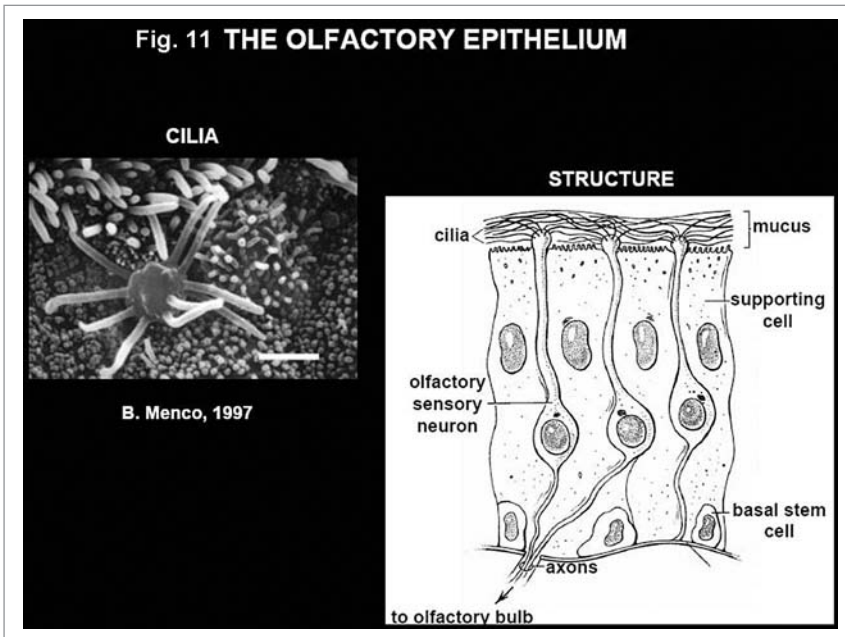 Fig. 11 THE OLFACTORY EPITHELIUM
CILIA
B. Menco, 1997
STRUCTURE
cilia
mucus
supporting
cell
olfactory
sensory
neuron
basal stem
cell
axons
to olfactory bulb